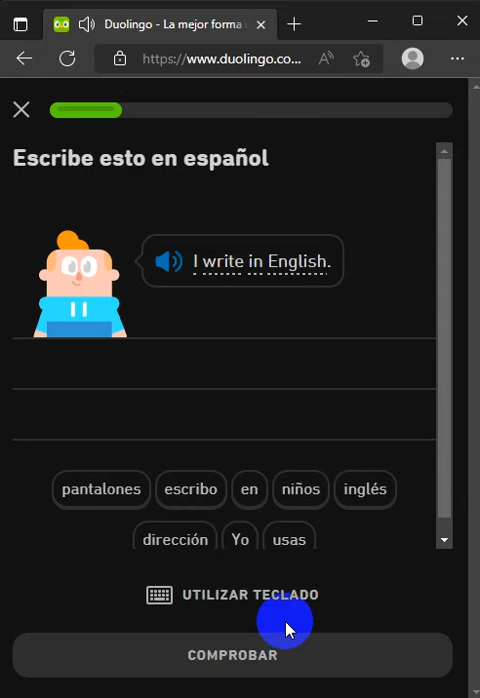 Duolingo - La mejor forma
https://www.duolingo.co...
Escribe esto en español
I write in English.
pantalones escribo en niños inglés
dirección Yo usas
UTILIZAR TECLADO
COMPROBAR